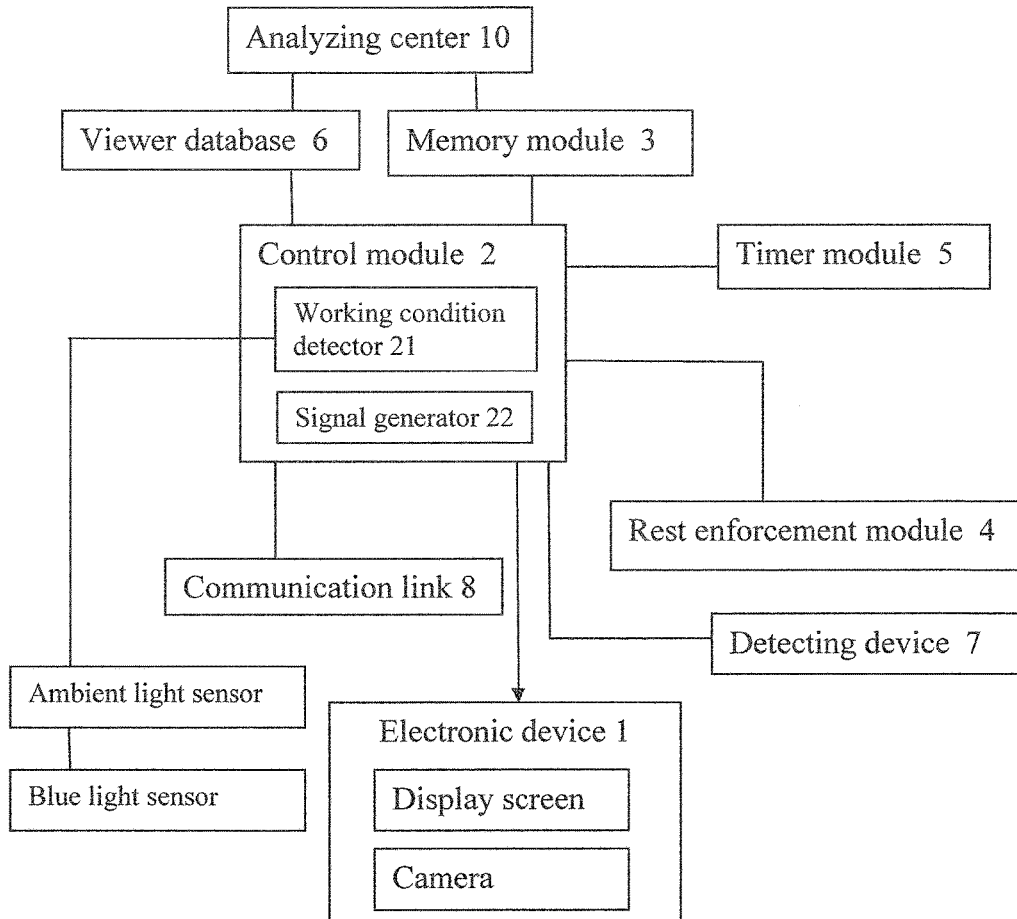 Analyzing center 10
Viewer database 6
Memory module 3
Control module 2
Timer module 5
Working condition
detector 21
Signal generator 22
Rest enforcement module 4
Communication link 8
Detecting device 7
Ambient light sensor
Electronic device 1
Blue light sensor
Display screen
Camera